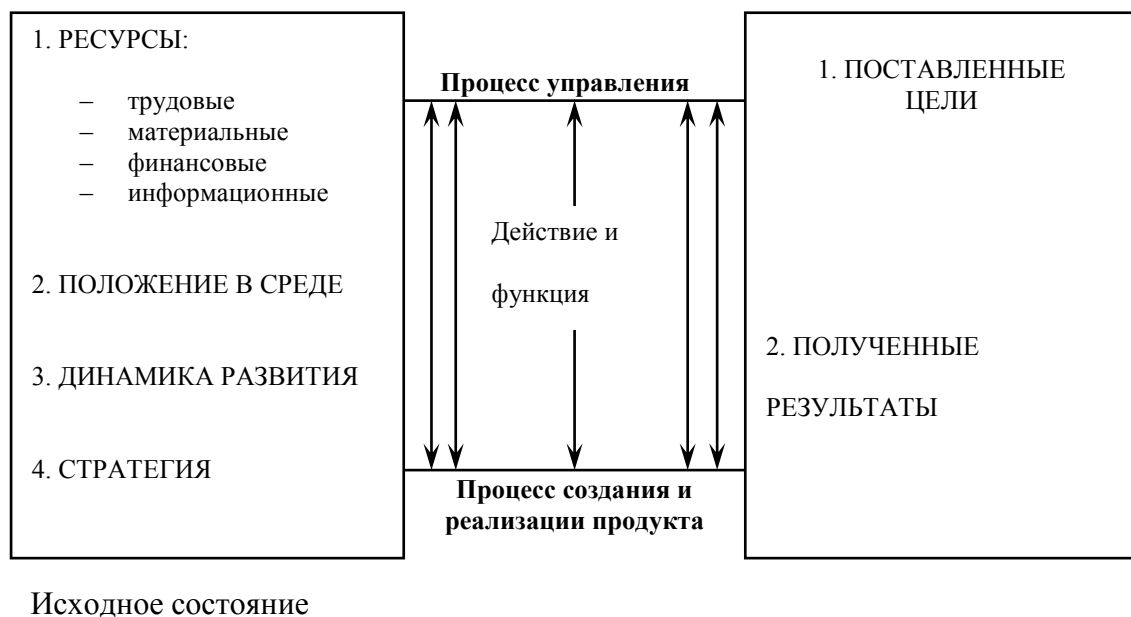 1. РЕСУРСЫ:
– трудовые
– материальные
– финансовые
– информационные
2. ПОЛОЖЕНИЕ В СРЕДЕ
3. ДИНАМИКА РАЗВИТИЯ
4. СТРАТЕГИЯ
Процесс управления
Действие и
функция
Процесс создания и
реализации продукта
1. ПОСТАВЛЕННЫЕ
ЦЕЛИ
2. ПОЛУЧЕННЫЕ
РЕЗУЛЬТАТЫ
Исходное состояние